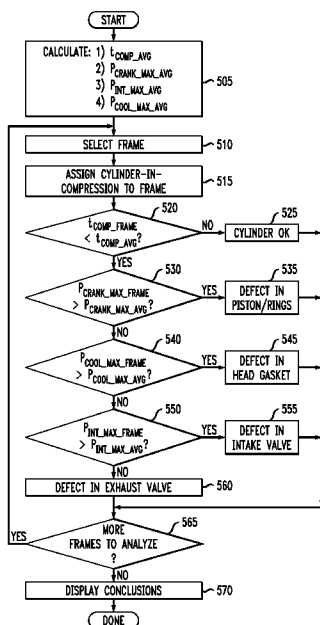 START
CALCULATE: 1) tCOMP_AVG
2) PCRANK_MAX_AVG
3) PINT_MAX_AVG
4) PCOOL_MAX_AVG
505
SELECT FRAME
510
ASSIGN CYLINDER-IN-
COMPRESSION TO FRAME
515
520
tCOMP_FRAME
< tCOMP_AVG?
NO
525
CYLINDER OK
YES
530
PCRANK_MAX_FRAME
> PCRANK_MAX_AVG?
YES
535
DEFECT IN
PISTON/RINGS
NO
540
PCOOL_MAX_FRAME
> PCOOL_MAX_AVG?
YES
545
DEFECT IN
HEAD GASKET
NO
550
PINT_MAX_FRAME
> PINT_MAX_AVG?
YES
555
DEFECT IN
INTAKE VALVE
NO
DEFECT IN EXHAUST VALVE
560
565
YES
MORE
FRAMES TO ANALYZE
?
NO
DISPLAY CONCLUSIONS
570
DONE